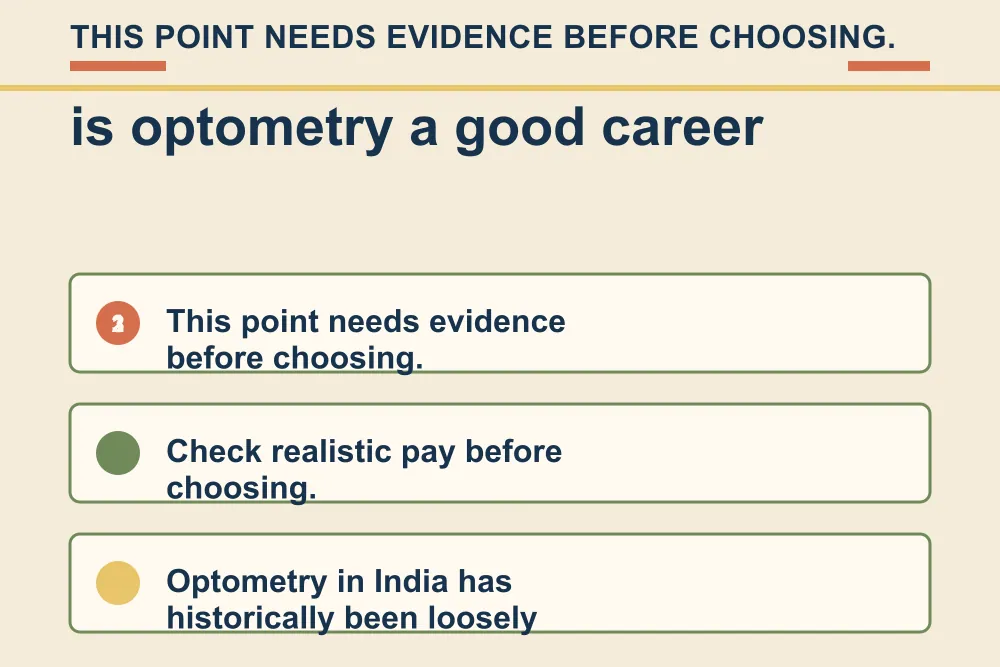 THIS POINT NEEDS EVIDENCE BEFORE CHOOSING.
is optometry a good career
This point needs evidence
before choosing.
Check realistic pay before
choosing.
Optometry in India has
historically been loosely